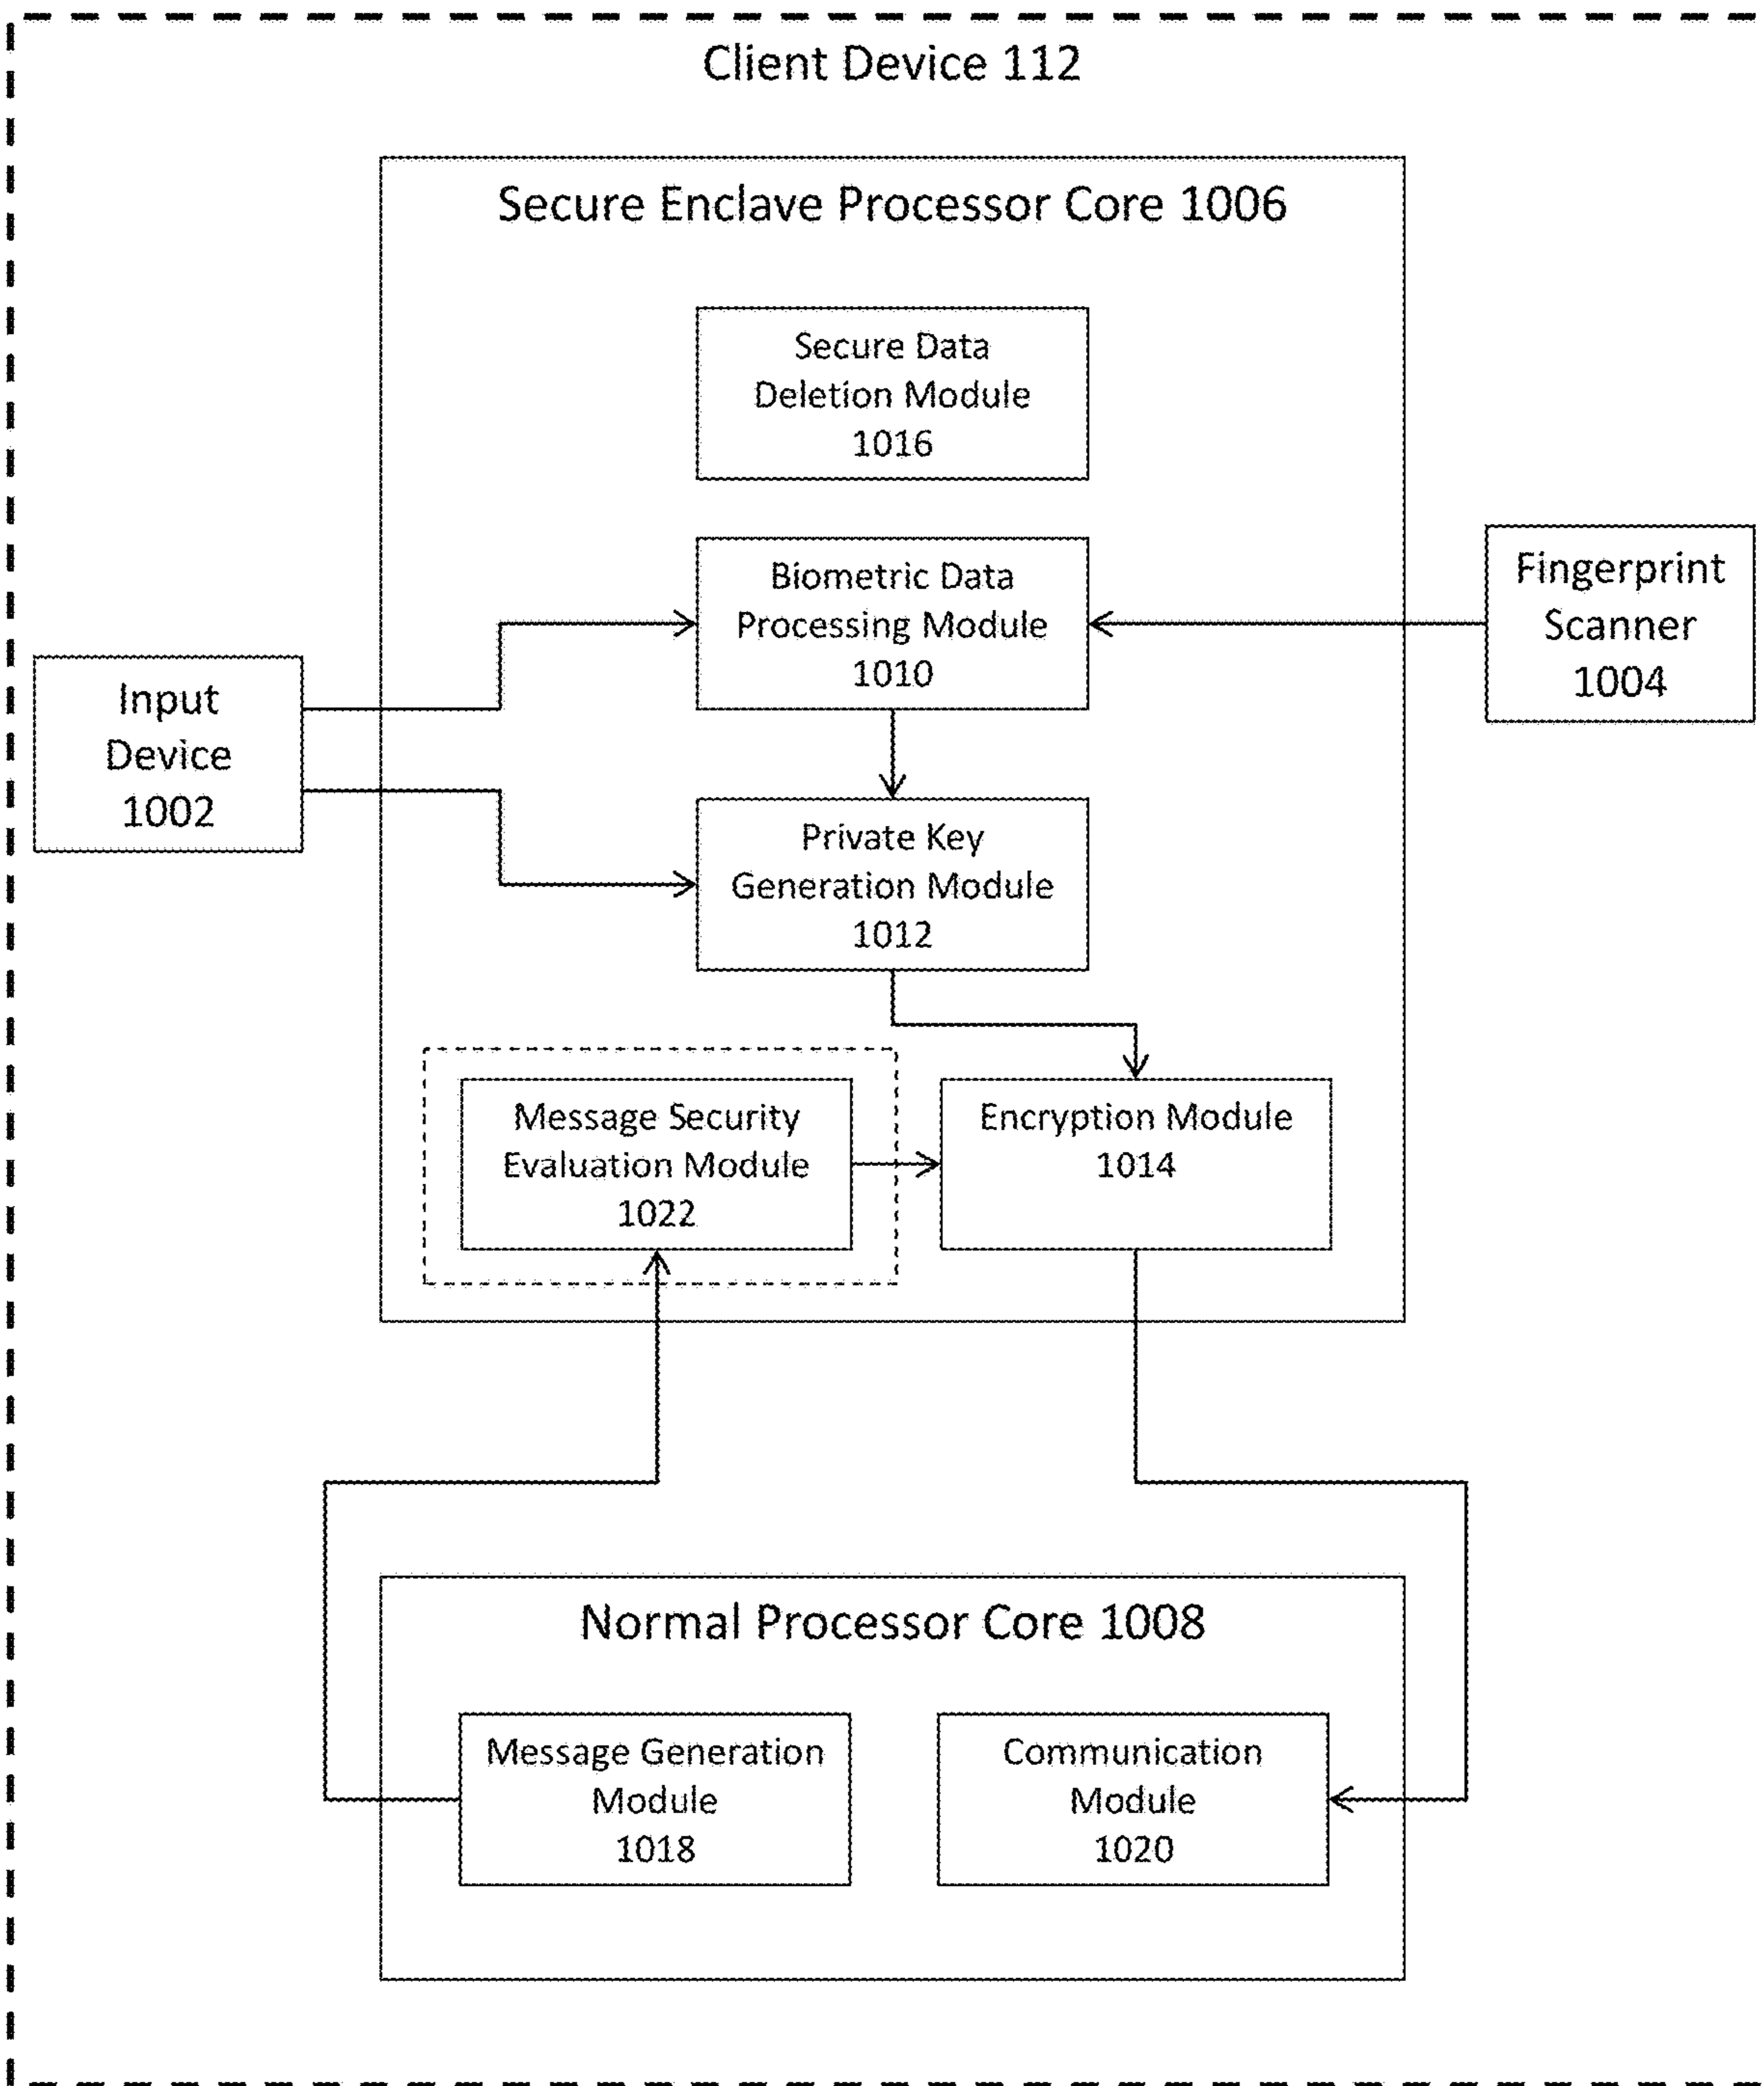 Client Device 112
Secure Enclave Processor Core 1006
Secure Data
Deletion Module
1016
Biometric Data
Processing Module
1010
Fingerprint
Scanner
1004
Input
Device
1002
Private Key
Generation Module
1012
Message Security
Evaluation Module
1022
Encryption Module
1014
Normal Processor Core 1008
Message Generation
Module
1018
Communication
Module
1020